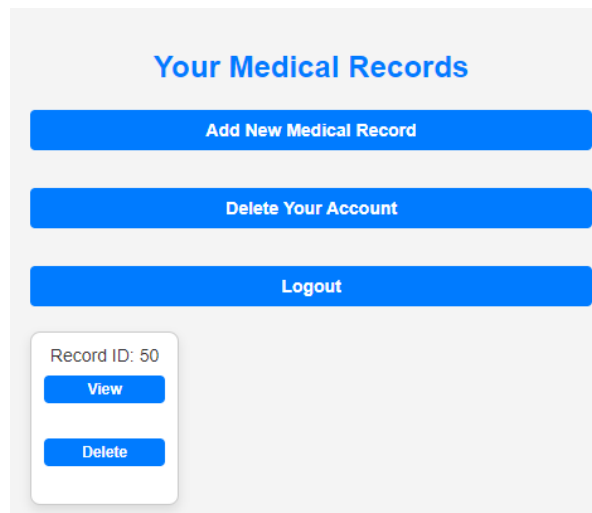 Your Medical Records
Add New Medical Record
Delete Your Account
Logout
Record ID: 50
View
Delete